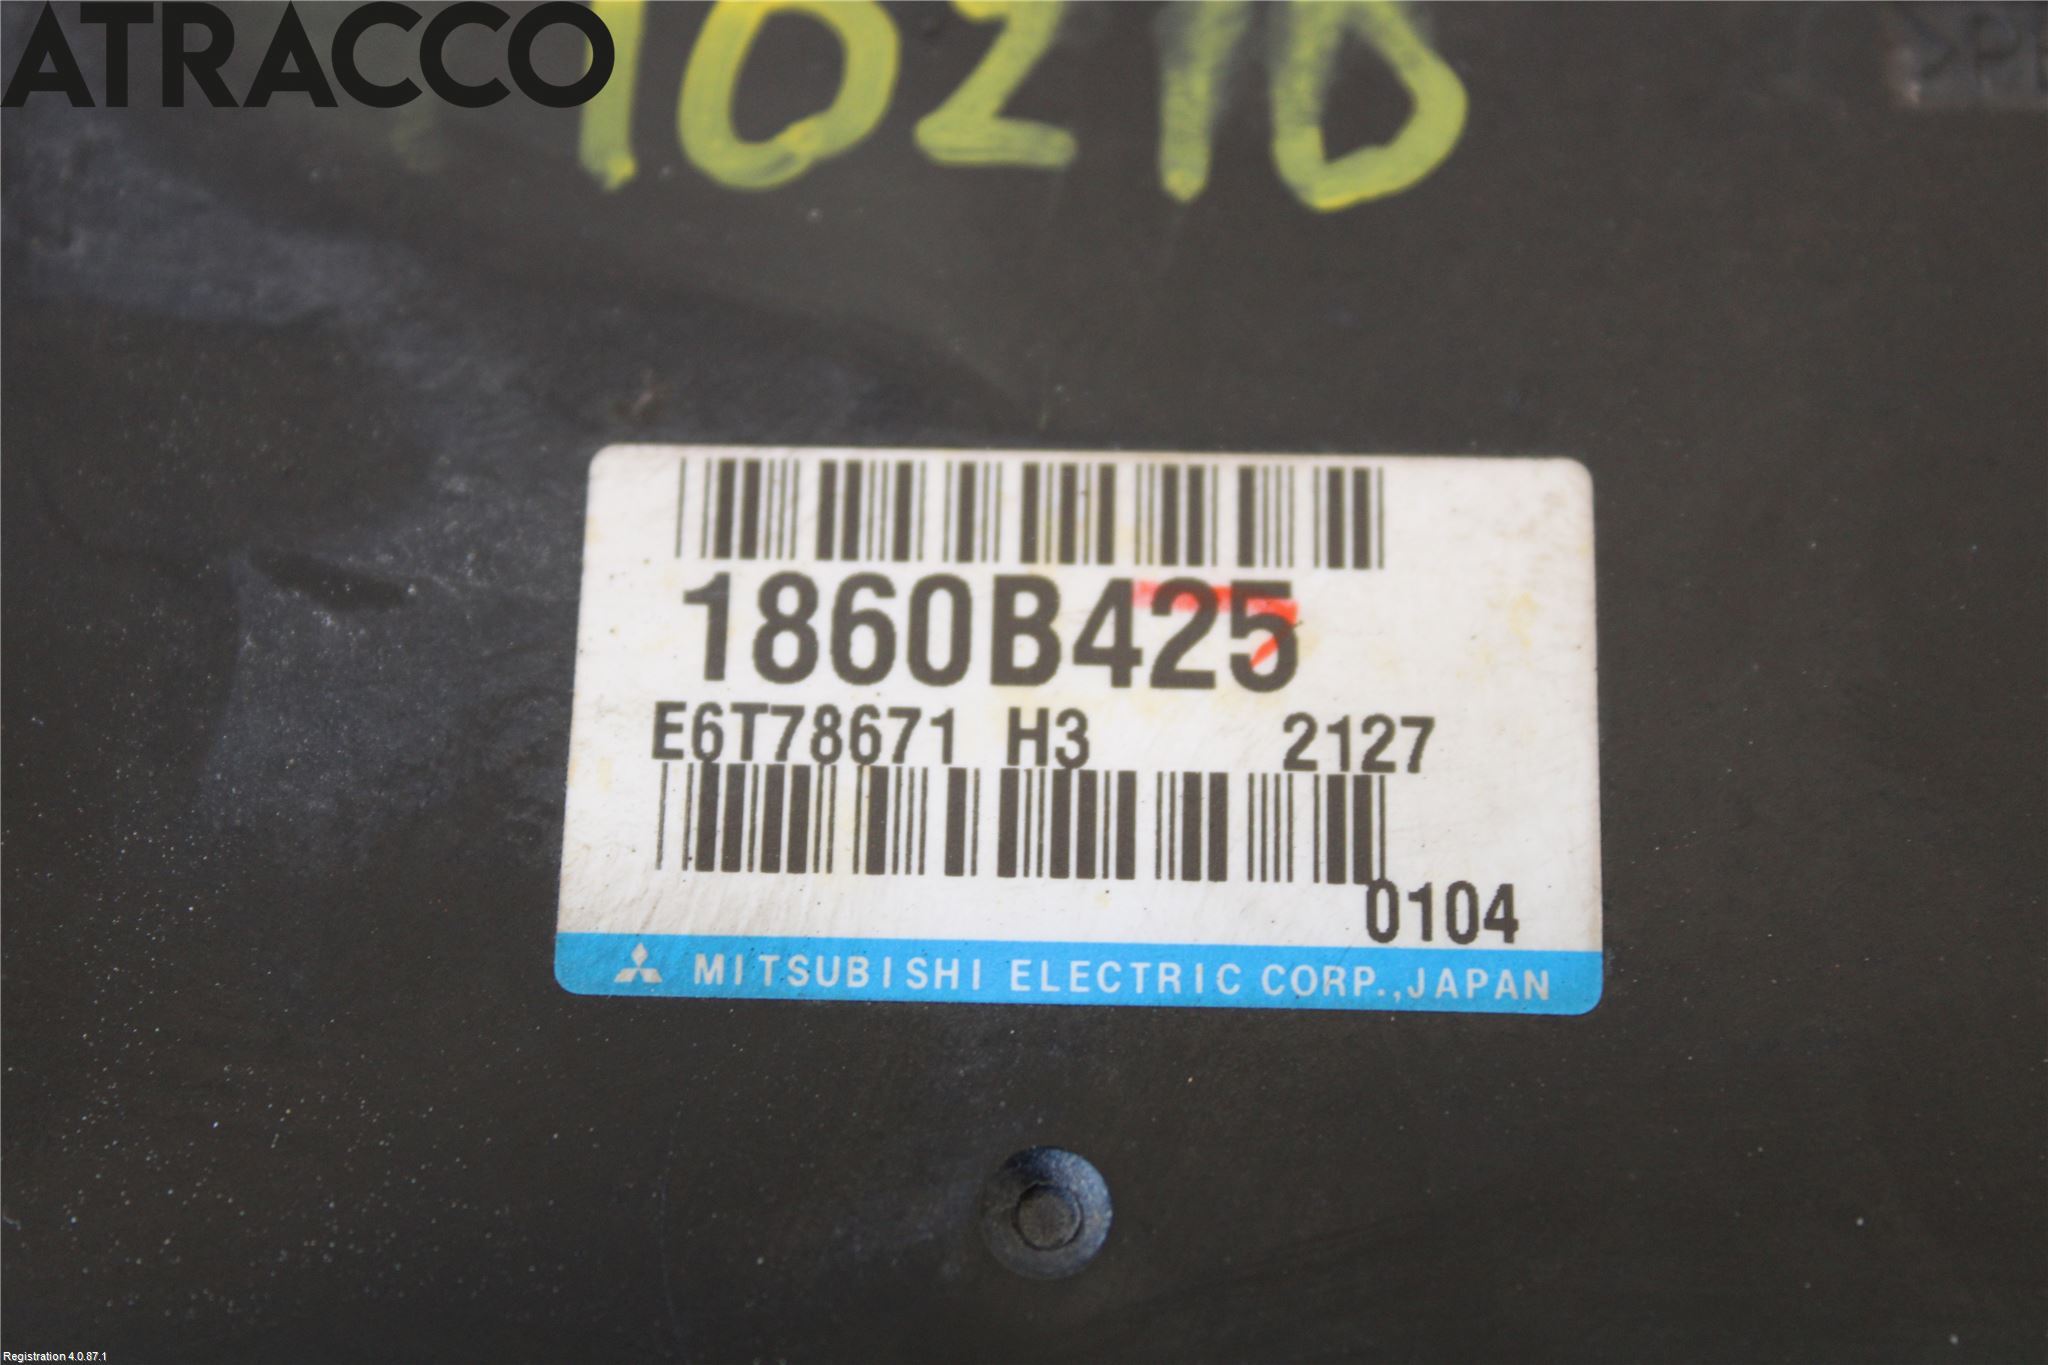 ATRACCO
1860B425
E6T78671 H3 2127
0104
MITSUBISHI ELECTRIC CORP., JAPAN
Registration 4.0.87.1